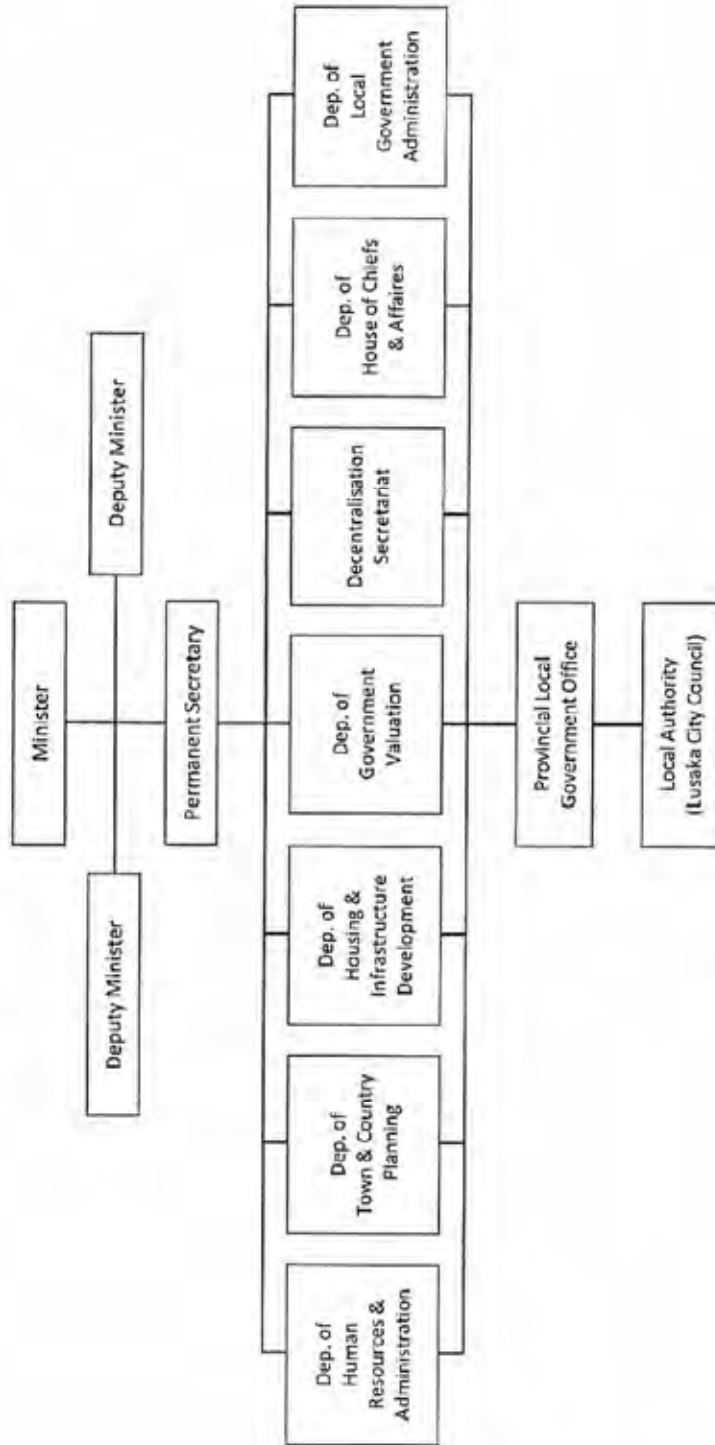 Minister
Deputy Minister
Deputy Minister
Permanent Secretary
Dep. of
Human
Resources &
Administration
Dep. of
Town & Country
Planning
Dep. of
Housing &
Infrastructure
Development
Dep. of
Government
Valuation
Decentralisation
Secretariat
Dep. of
House of Chiefs
& Affaires
Dep. of
Local
Government
Administration
Provincial Local
Government Office
Local Authority
(Lusaka City Council)